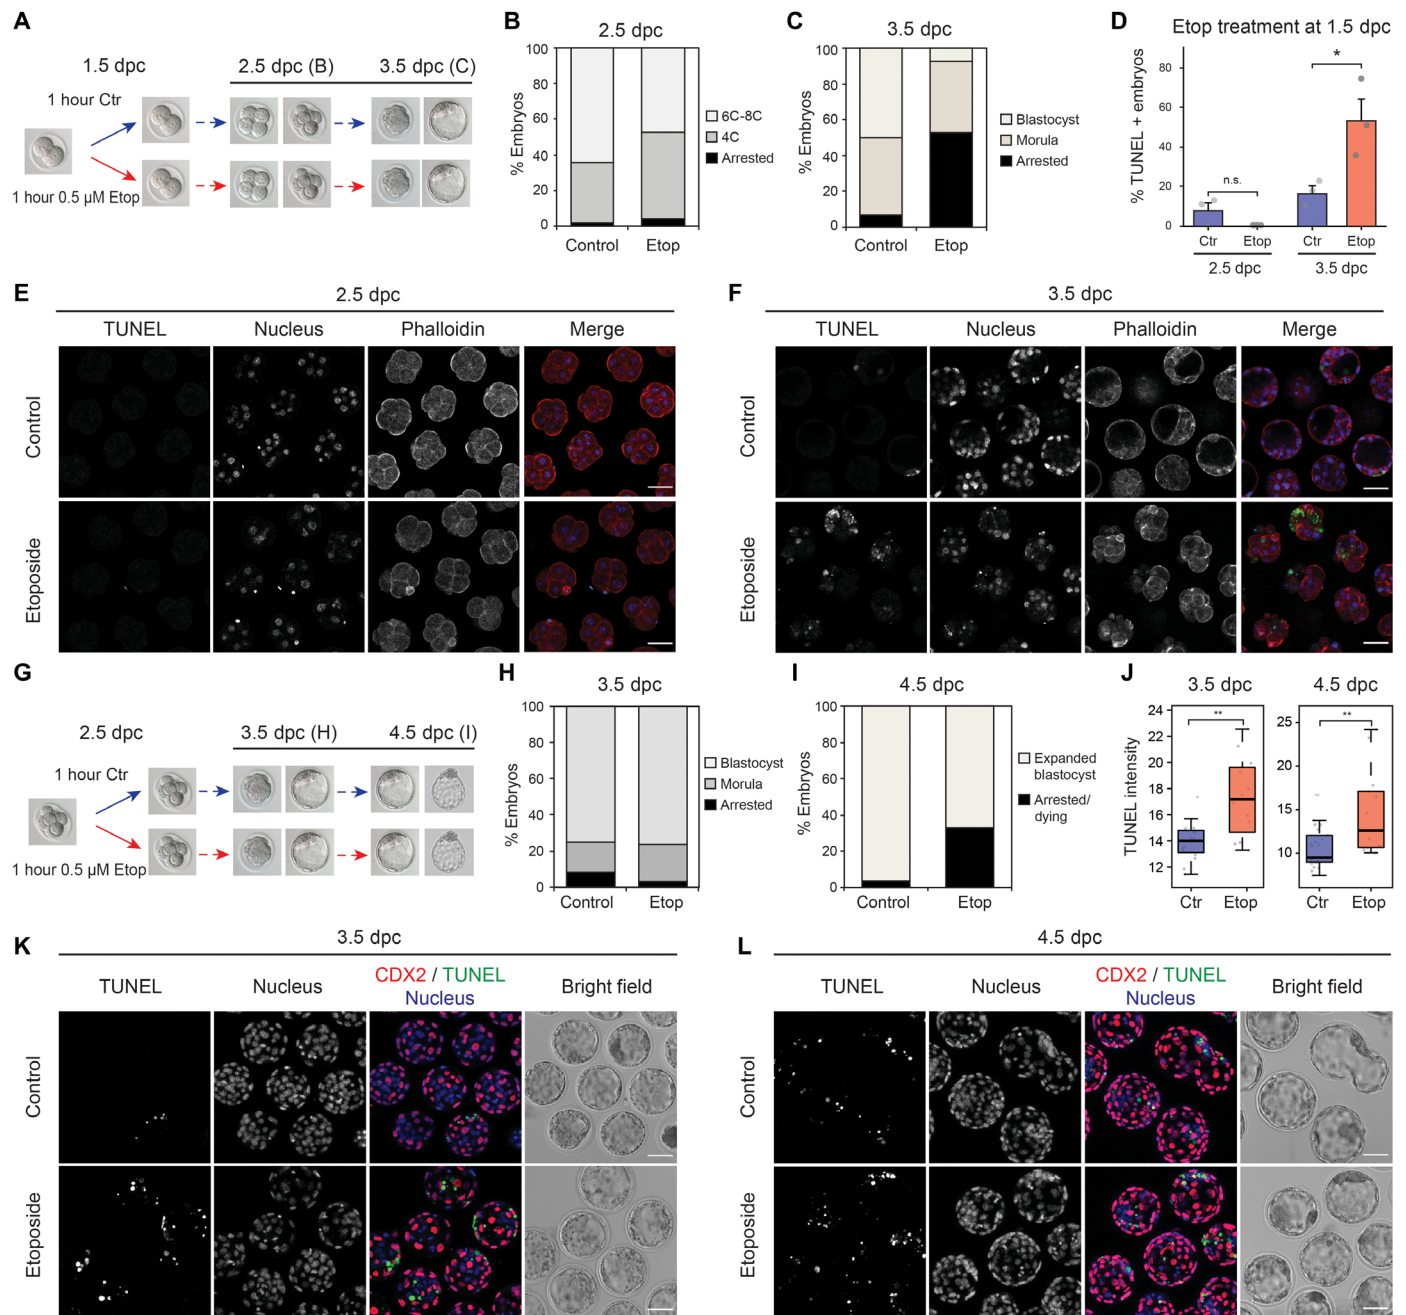 A
1.5 dpc
2.5 dpc (B)
3.5 dpc (C)
1 hour Ctr
1 hour 0.5 µM Etop
B
2.5 dpc
% Embryos
100
80
60
40
20
0
Control
Etop
6C-8C
4C
Arrested
C
3.5 dpc
% Embryos
100
80
60
40
20
0
Control
Etop
Blastocyst
Morula
Arrested
D
Etop treatment at 1.5 dpc
% TUNEL + embryos
80
60
40
20
0
n.s.
*
Ctr
Etop
Ctr
Etop
2.5 dpc
3.5 dpc
E
2.5 dpc
TUNEL
Nucleus
Phalloidin
Merge
Control
Etoposide
F
3.5 dpc
TUNEL
Nucleus
Phalloidin
Merge
Control
Etoposide
G
2.5 dpc
3.5 dpc (H)
4.5 dpc (I)
1 hour Ctr
1 hour 0.5 µM Etop
H
3.5 dpc
% Embryos
100
80
60
40
20
0
Control
Etop
Blastocyst
Morula
Arrested
I
4.5 dpc
% Embryos
100
80
60
40
20
0
Control
Etop
Expanded
blastocyst
Arrested/
dying
J
3.5 dpc
4.5 dpc
TUNEL intensity
24
22
20
18
16
14
12
**
Ctr
Etop
25
20
15
10
**
Ctr
Etop
K
3.5 dpc
TUNEL
Nucleus
CDX2 / TUNEL
Nucleus
Bright field
Control
Etoposide
L
4.5 dpc
TUNEL
Nucleus
CDX2 / TUNEL
Nucleus
Bright field
Control
Etoposide